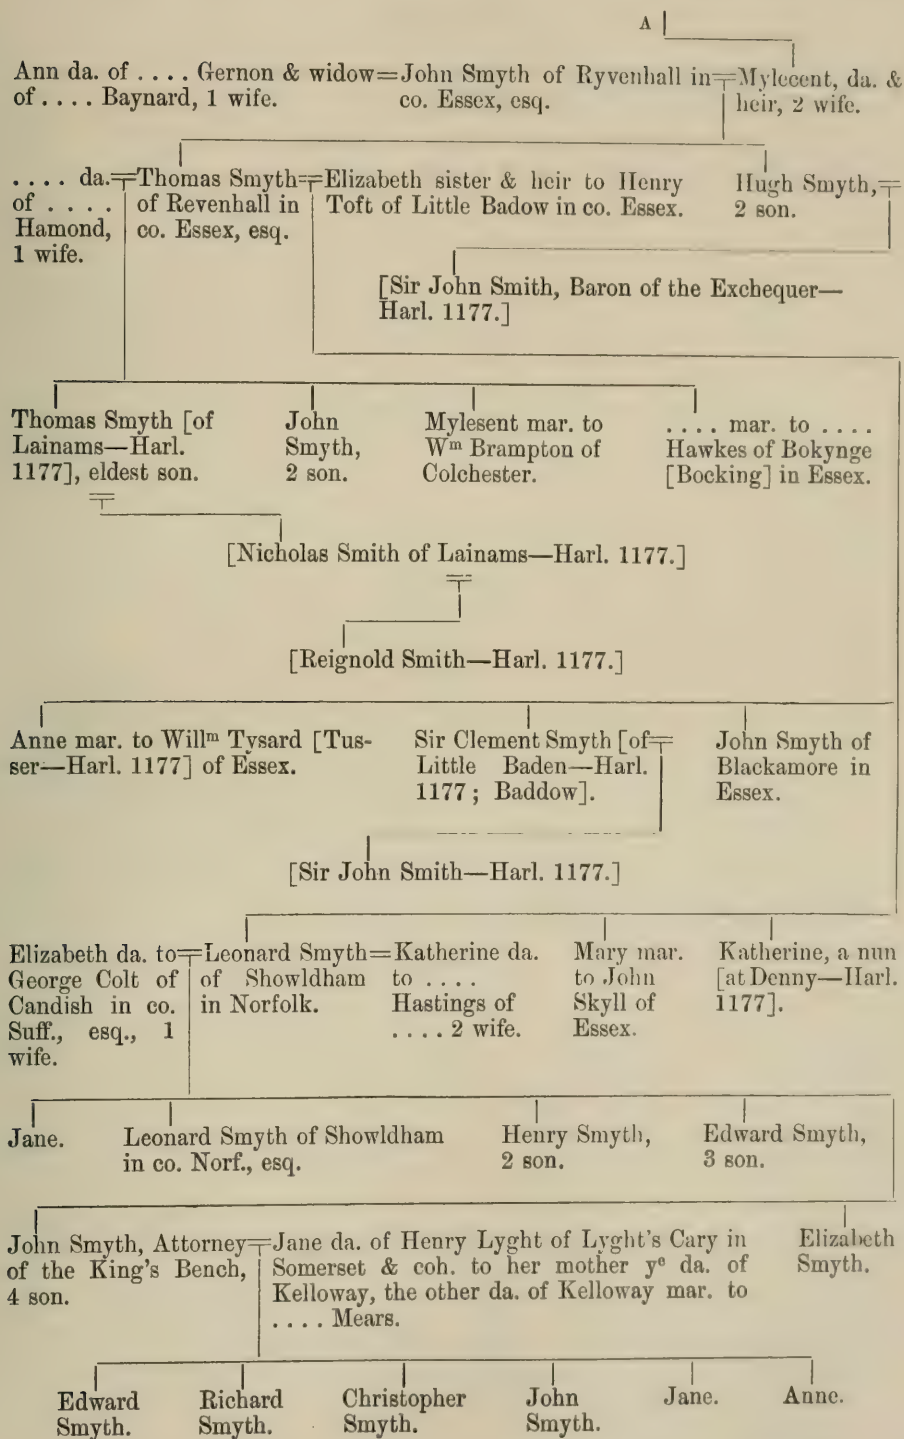 A
Ann da. of . . . . Gernon & widow=John Smyth of Ryvenhall in=Mylecent, da. &
of . . . . Baynard, 1 wife. co. Essex, esq. heir, 2 wife.
. . . . da.=Thomas Smyth=Elizabeth sister & heir to Henry Hugh Smyth,=
of . . . . of Revenhall in Toft of Little Badow in co. Essex. 2 son.
Hamond, co. Essex, esq.
1 wife.
[Sir John Smith, Baron of the Exchequer—
Harl. 1177.]
Thomas Smyth [of John Mylesent mar. to . . . . mar. to . . . .
Lainams—Harl. Smyth, Wm Brampton of Hawkes of Bokynge
1177], eldest son. 2 son. Colchester. [Bocking] in Essex.
[Nicholas Smith of Lainams—Harl. 1177.]
[Reignold Smith—Harl. 1177.]
Anne mar. to Willm Tysard [Tus- Sir Clement Smyth [of= John Smyth of
ser—Harl. 1177] of Essex. Little Baden—Harl. Blackamore in
1177; Baddow]. Essex.
[Sir John Smith—Harl. 1177.]
Elizabeth da. to=Leonard Smyth=Katherine da. Mary mar. Katherine, a nun
George Colt of of Showldham to . . . . to John [at Denny—Harl.
Candish in co. in Norfolk. Hastings of Skyll of 1177].
Suff., esq., 1 . . . . 2 wife. Essex.
wife.
Jane. Leonard Smyth of Showldham Henry Smyth, Edward Smyth,
in co. Norf., esq. 2 son. 3 son.
John Smyth, Attorney=Jane da. of Henry Lyght of Lyght's Cary in Elizabeth
of the King's Bench, Somerset & coh. to her mother ye da. of Smyth.
4 son. Kelloway, the other da. of Kelloway mar. to
. . . . Mears.
Edward Richard Christopher John Jane. Anne.
Smyth. Smyth. Smyth. Smyth.